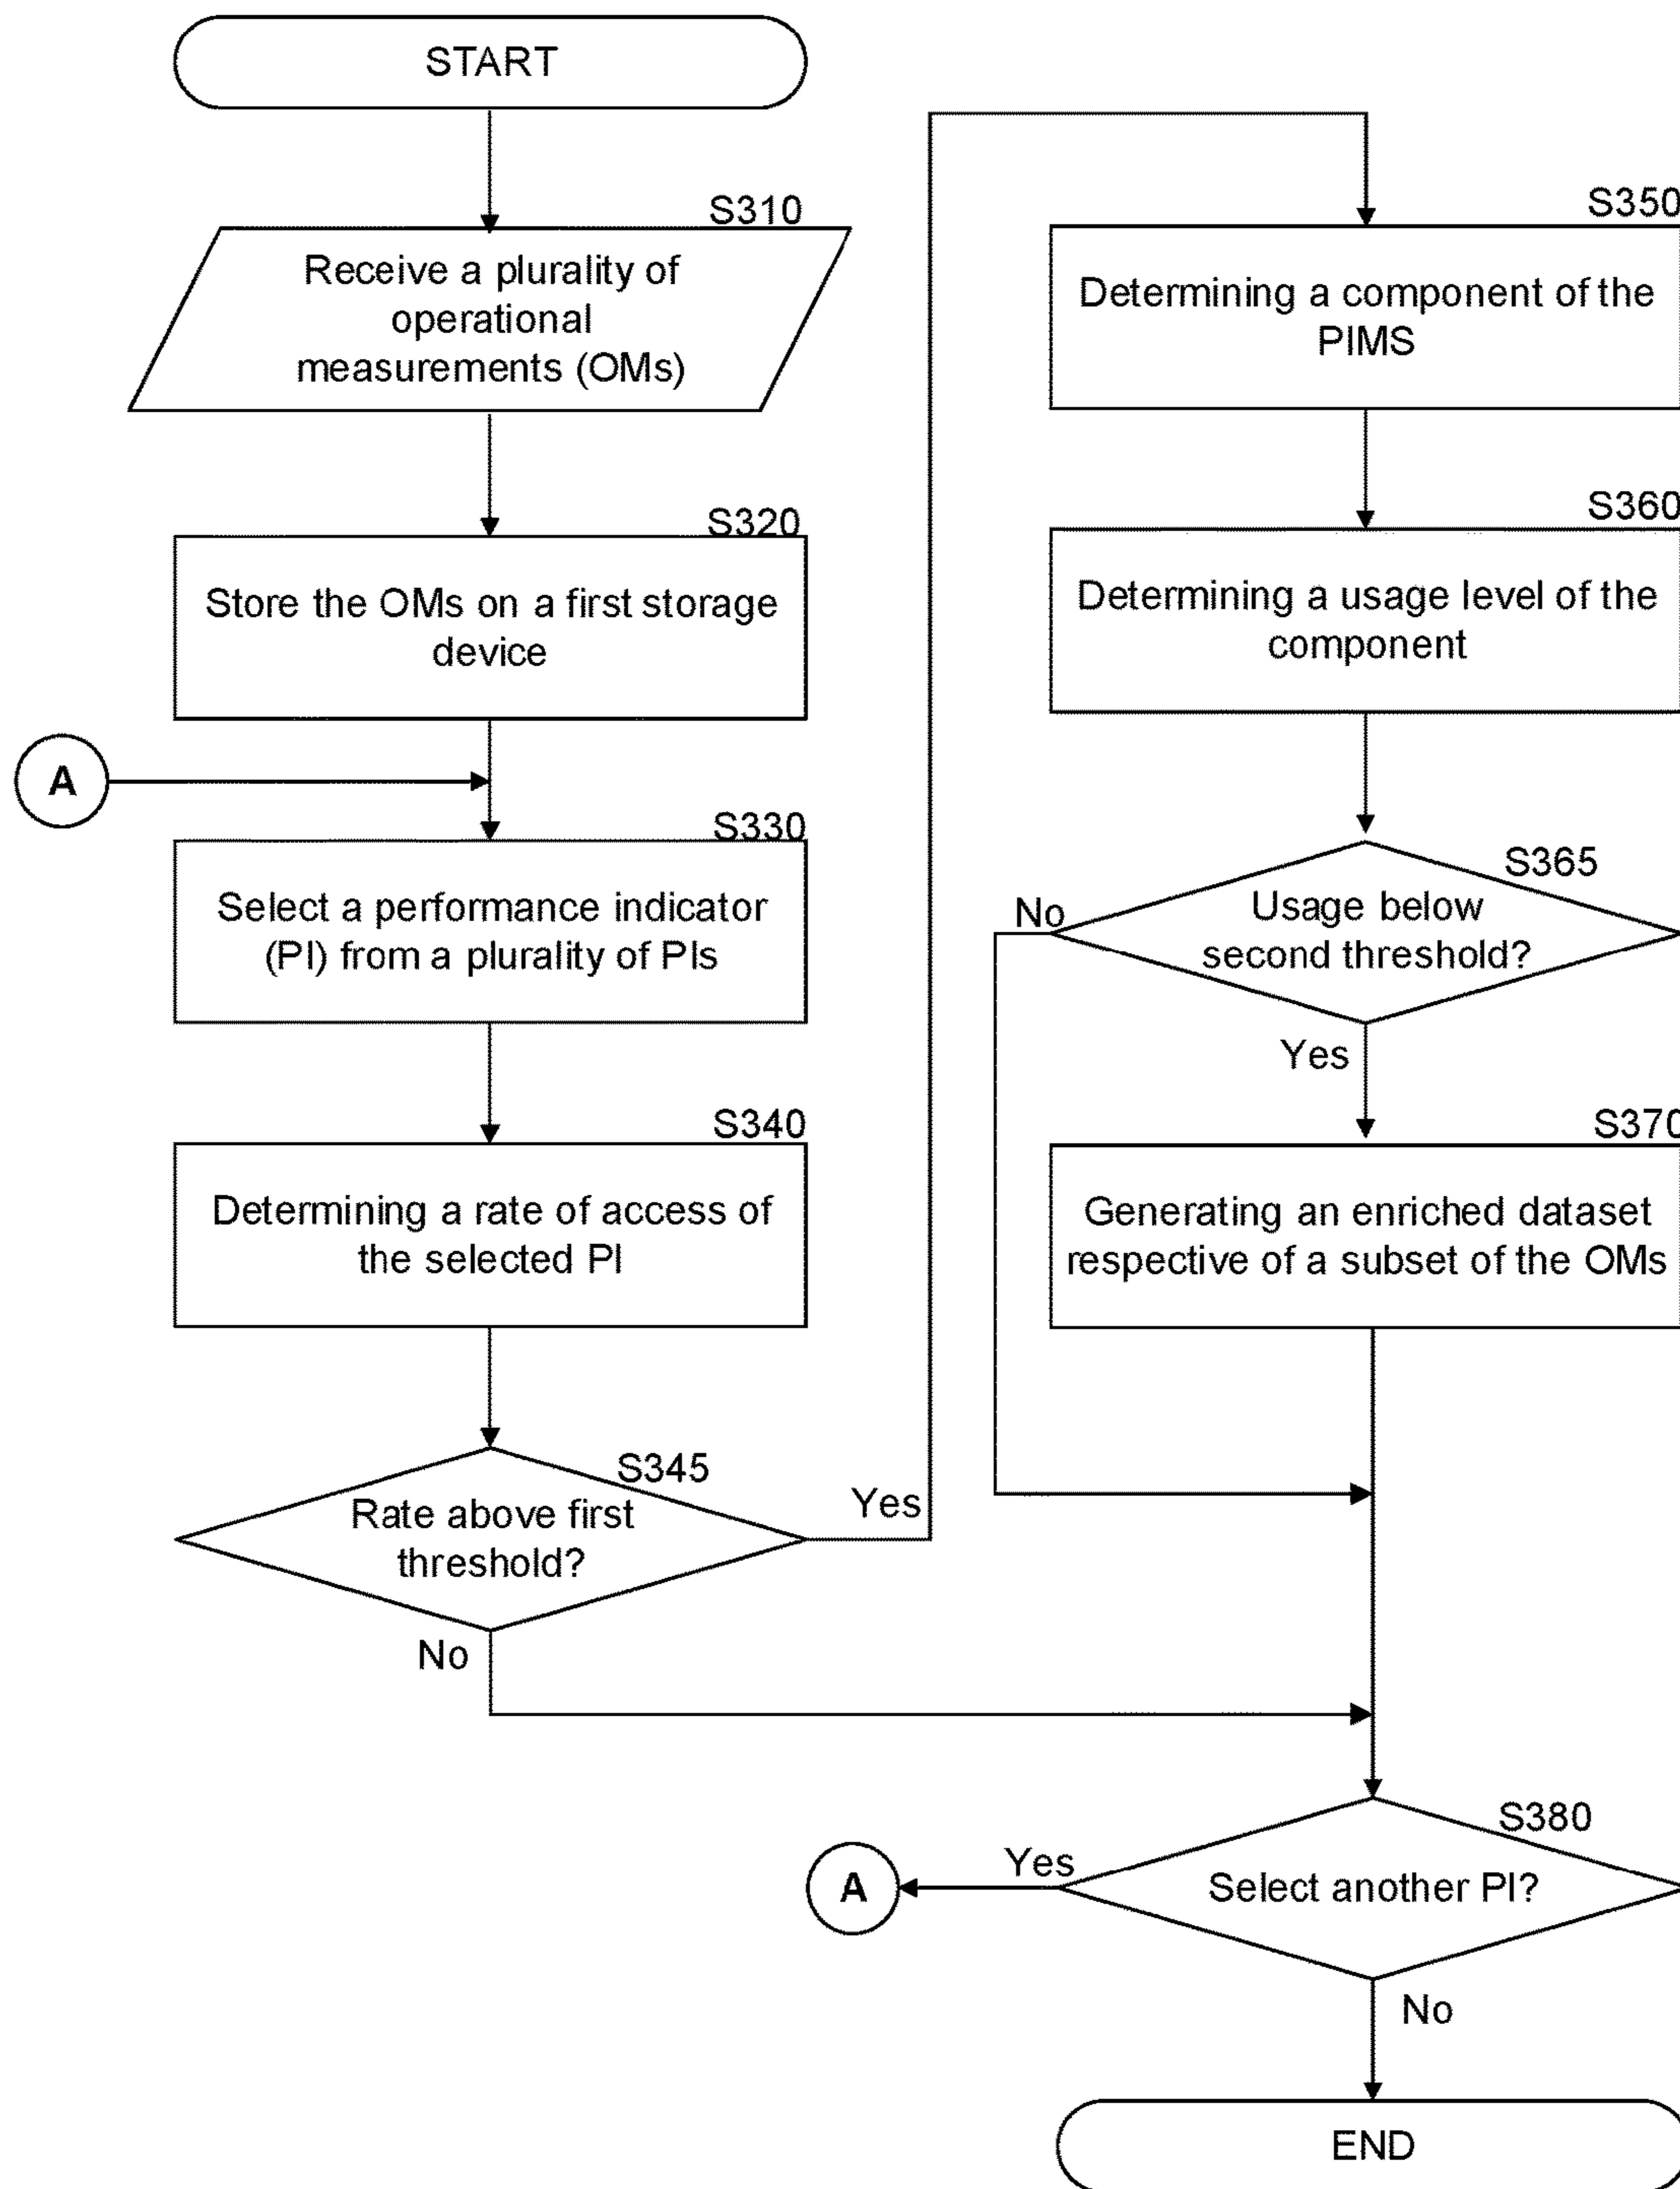 START
S310
Receive a plurality of
operational
measurements (OMs)
S320
Store the OMs on a first storage
device
A
S330
Select a performance indicator
(PI) from a plurality of PIs
S340
Determining a rate of access of
the selected PI
S345
Rate above first
threshold?
Yes
No
S350
Determining a component of the
PIMS
S360
Determining a usage level of the
component
S365
Usage below
second threshold?
No
Yes
S370
Generating an enriched dataset
respective of a subset of the OMs
S380
Select another PI?
Yes
A
No
END